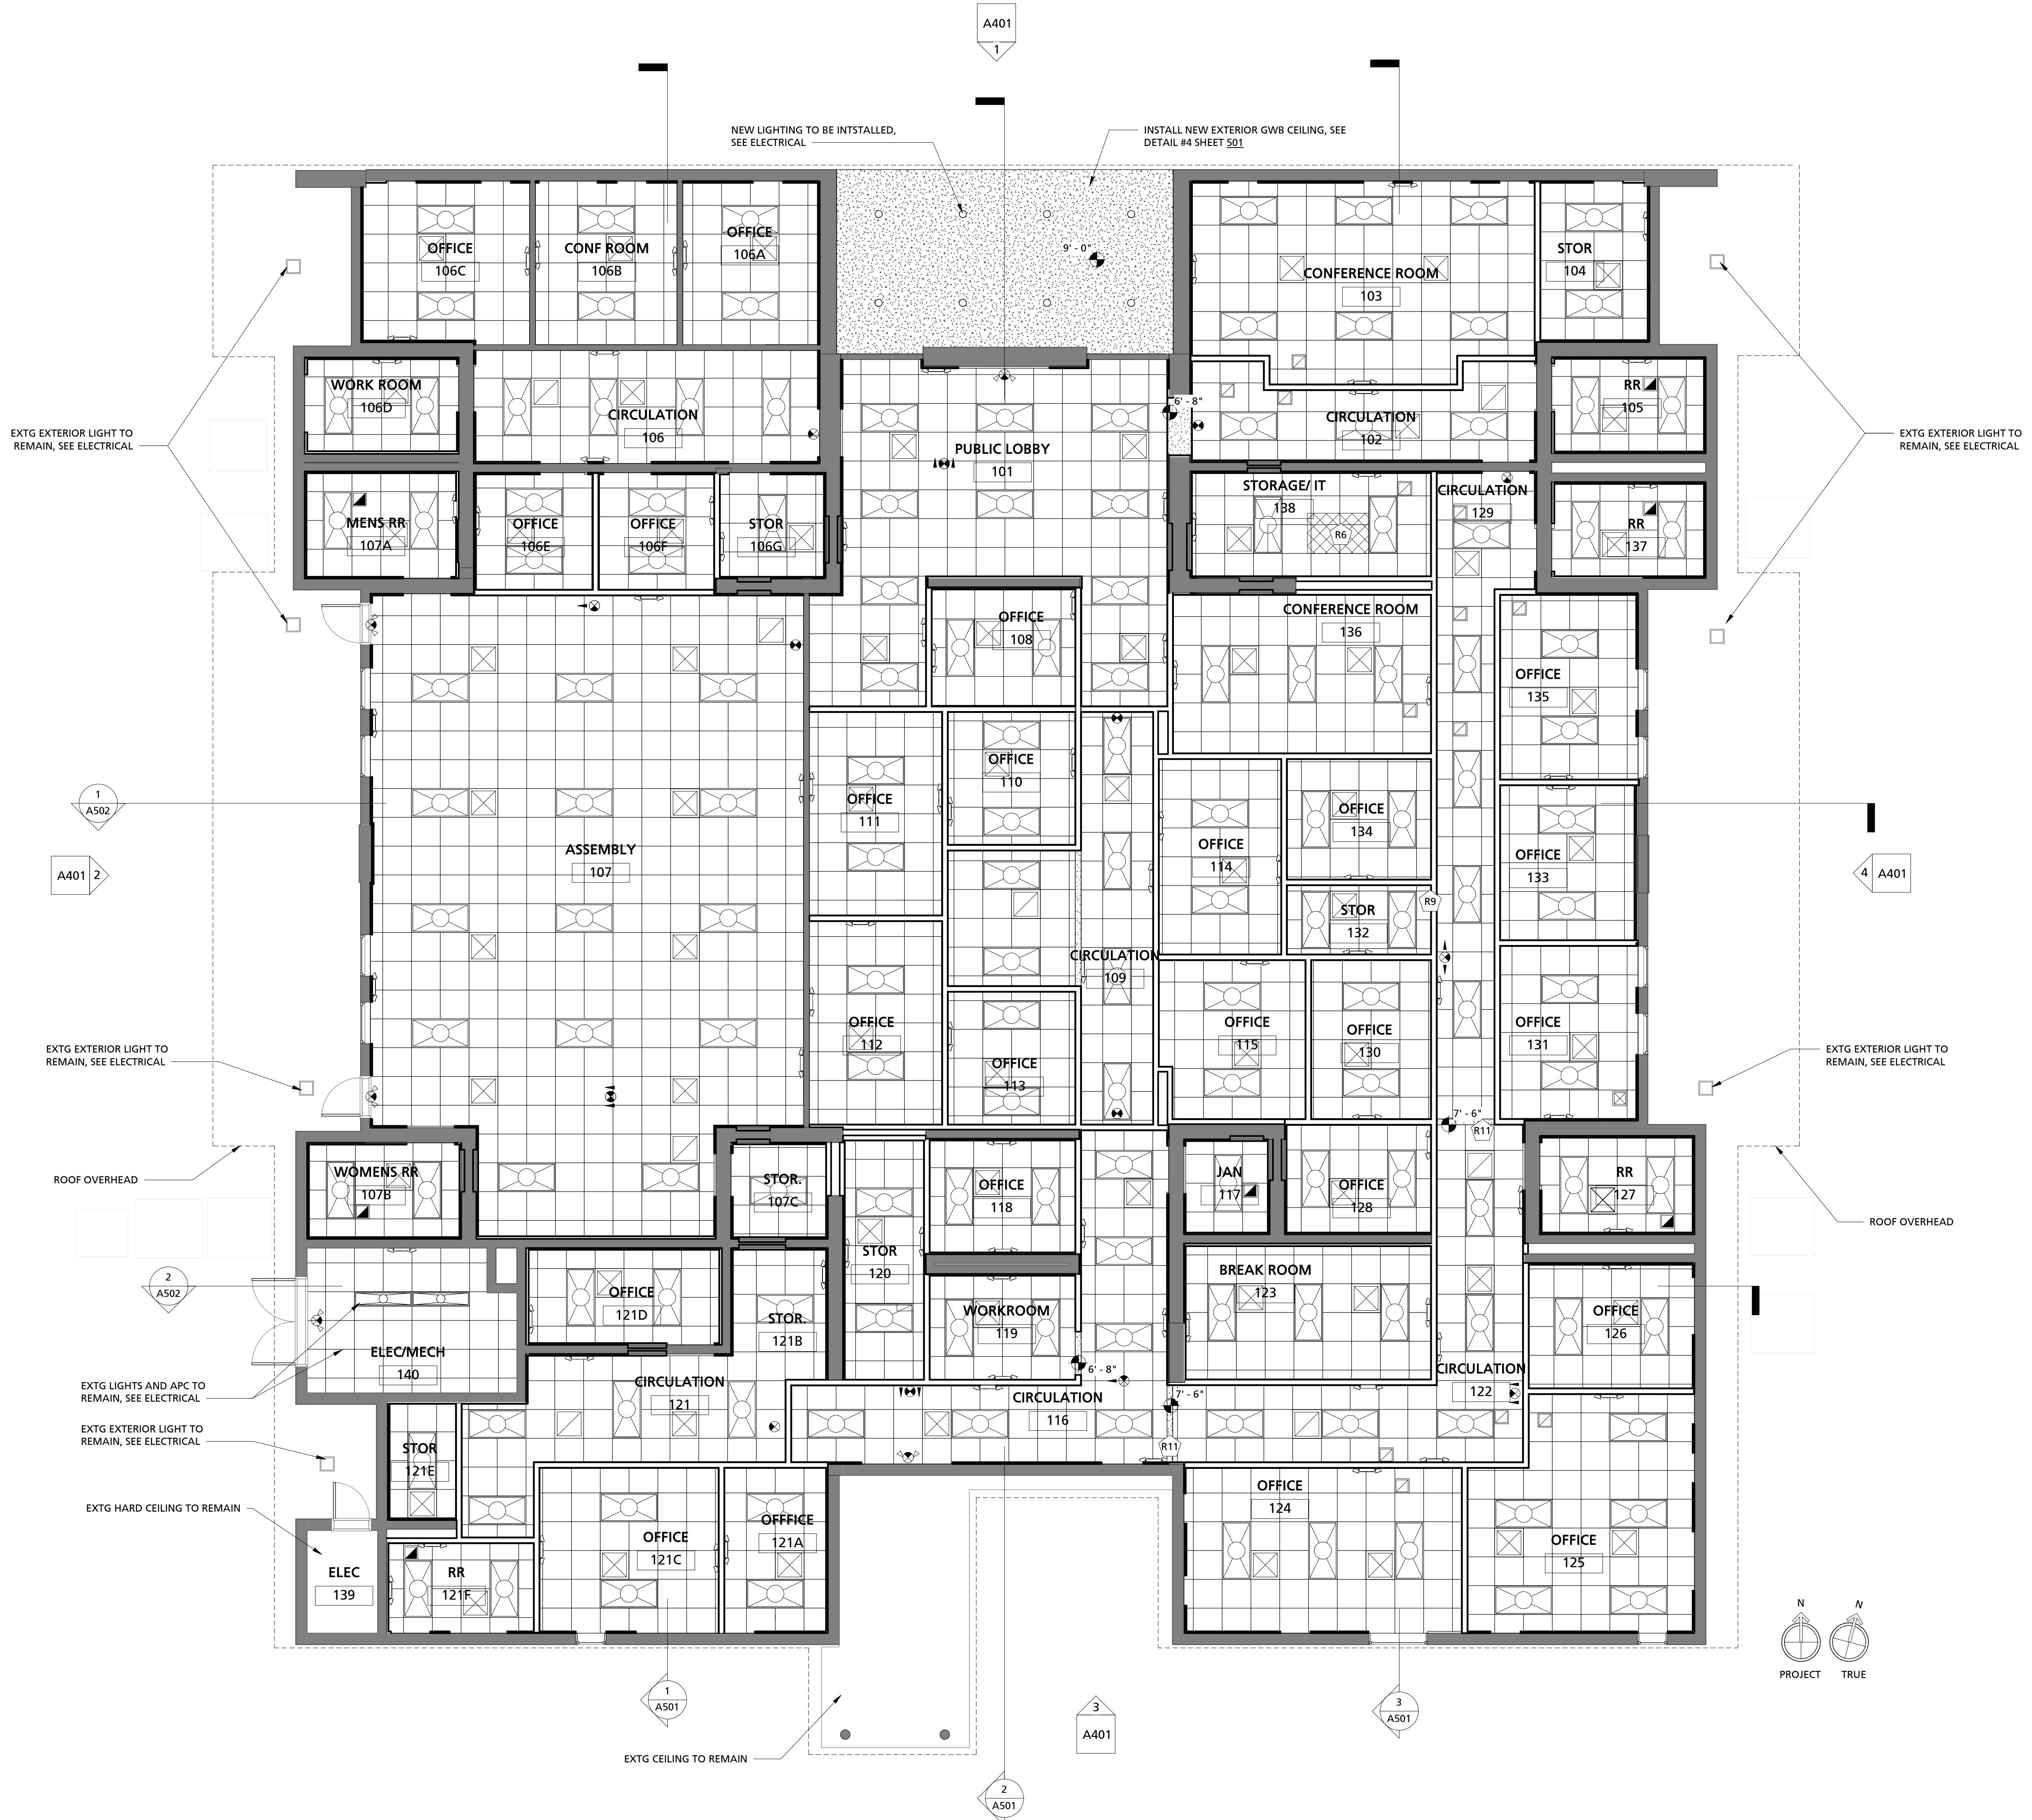 A401
1
NEW LIGHTING TO BE INTSTALLED,
SEE ELECTRICAL
INSTALL NEW EXTERIOR GWB CEILING, SEE
DETAIL #4 SHEET 501
OFFICE
106C
CONF ROOM
106B
OFFICE
106A
9' - 0"
CONFERENCE ROOM
103
STOR
104
WORK ROOM
106D
CIRCULATION
106
6' - 8"
CIRCULATION
102
RR
105
EXTG EXTERIOR LIGHT TO
REMAIN, SEE ELECTRICAL
EXTG EXTERIOR LIGHT TO
REMAIN, SEE ELECTRICAL
PUBLIC LOBBY
101
MENS RR
107A
OFFICE
106E
OFFICE
106F
STOR
106G
STORAGE/ IT
138
R6
CIRCULATION
129
RR
137
OFFICE
108
CONFERENCE ROOM
136
OFFICE
135
OFFICE
111
OFFICE
110
OFFICE
134
OFFICE
114
OFFICE
133
1
A502
ASSEMBLY
107
A401
2
4
A401
R9
STOR
132
CIRCULATION
109
OFFICE
112
OFFICE
113
OFFICE
115
OFFICE
130
OFFICE
131
EXTG EXTERIOR LIGHT TO
REMAIN, SEE ELECTRICAL
EXTG EXTERIOR LIGHT TO
REMAIN, SEE ELECTRICAL
7' - 6"
R11
ROOF OVERHEAD
WOMENS RR
107B
STOR.
107C
OFFICE
118
JAN
117
OFFICE
128
RR
127
ROOF OVERHEAD
2
A502
OFFICE
121D
STOR.
121B
STOR
120
WORKROOM
119
BREAK ROOM
123
OFFICE
126
ELEC/MECH
140
EXTG LIGHTS AND APC TO
REMAIN, SEE ELECTRICAL
CIRCULATION
121
6' - 8"
CIRCULATION
116
7' - 6"
CIRCULATION
122
R11
EXTG EXTERIOR LIGHT TO
REMAIN, SEE ELECTRICAL
STOR
121E
EXTG HARD CEILING TO REMAIN
ELEC
139
RR
121F
OFFICE
121C
OFFFICE
121A
OFFICE
124
OFFICE
125
N
PROJECT
N
TRUE
1
A501
3
A401
3
A501
EXTG CEILING TO REMAIN
2
A501